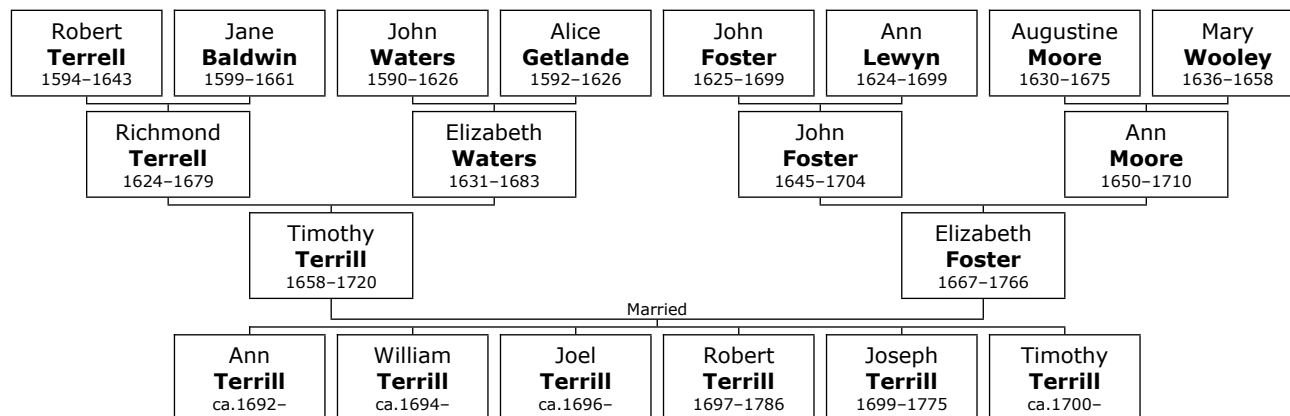 Robert
Terrell
1594–1643
Jane
Baldwin
1599–1661
John
Waters
1590–1626
Alice
Getlande
1592–1626
John
Foster
1625–1699
Ann
Lewyn
1624–1699
Augustine
Moore
1630–1675
Mary
Wooley
1636–1658
Richmond
Terrell
1624–1679
Elizabeth
Waters
1631–1683
John
Foster
1645–1704
Ann
Moore
1650–1710
Timothy
Terrill
1658–1720
Elizabeth
Foster
1667–1766
Married
Ann
Terrill
ca.1692–
William
Terrill
ca.1694–
Joel
Terrill
ca.1696–
Robert
Terrill
1697–1786
Joseph
Terrill
1699–1775
Timothy
Terrill
ca.1700–